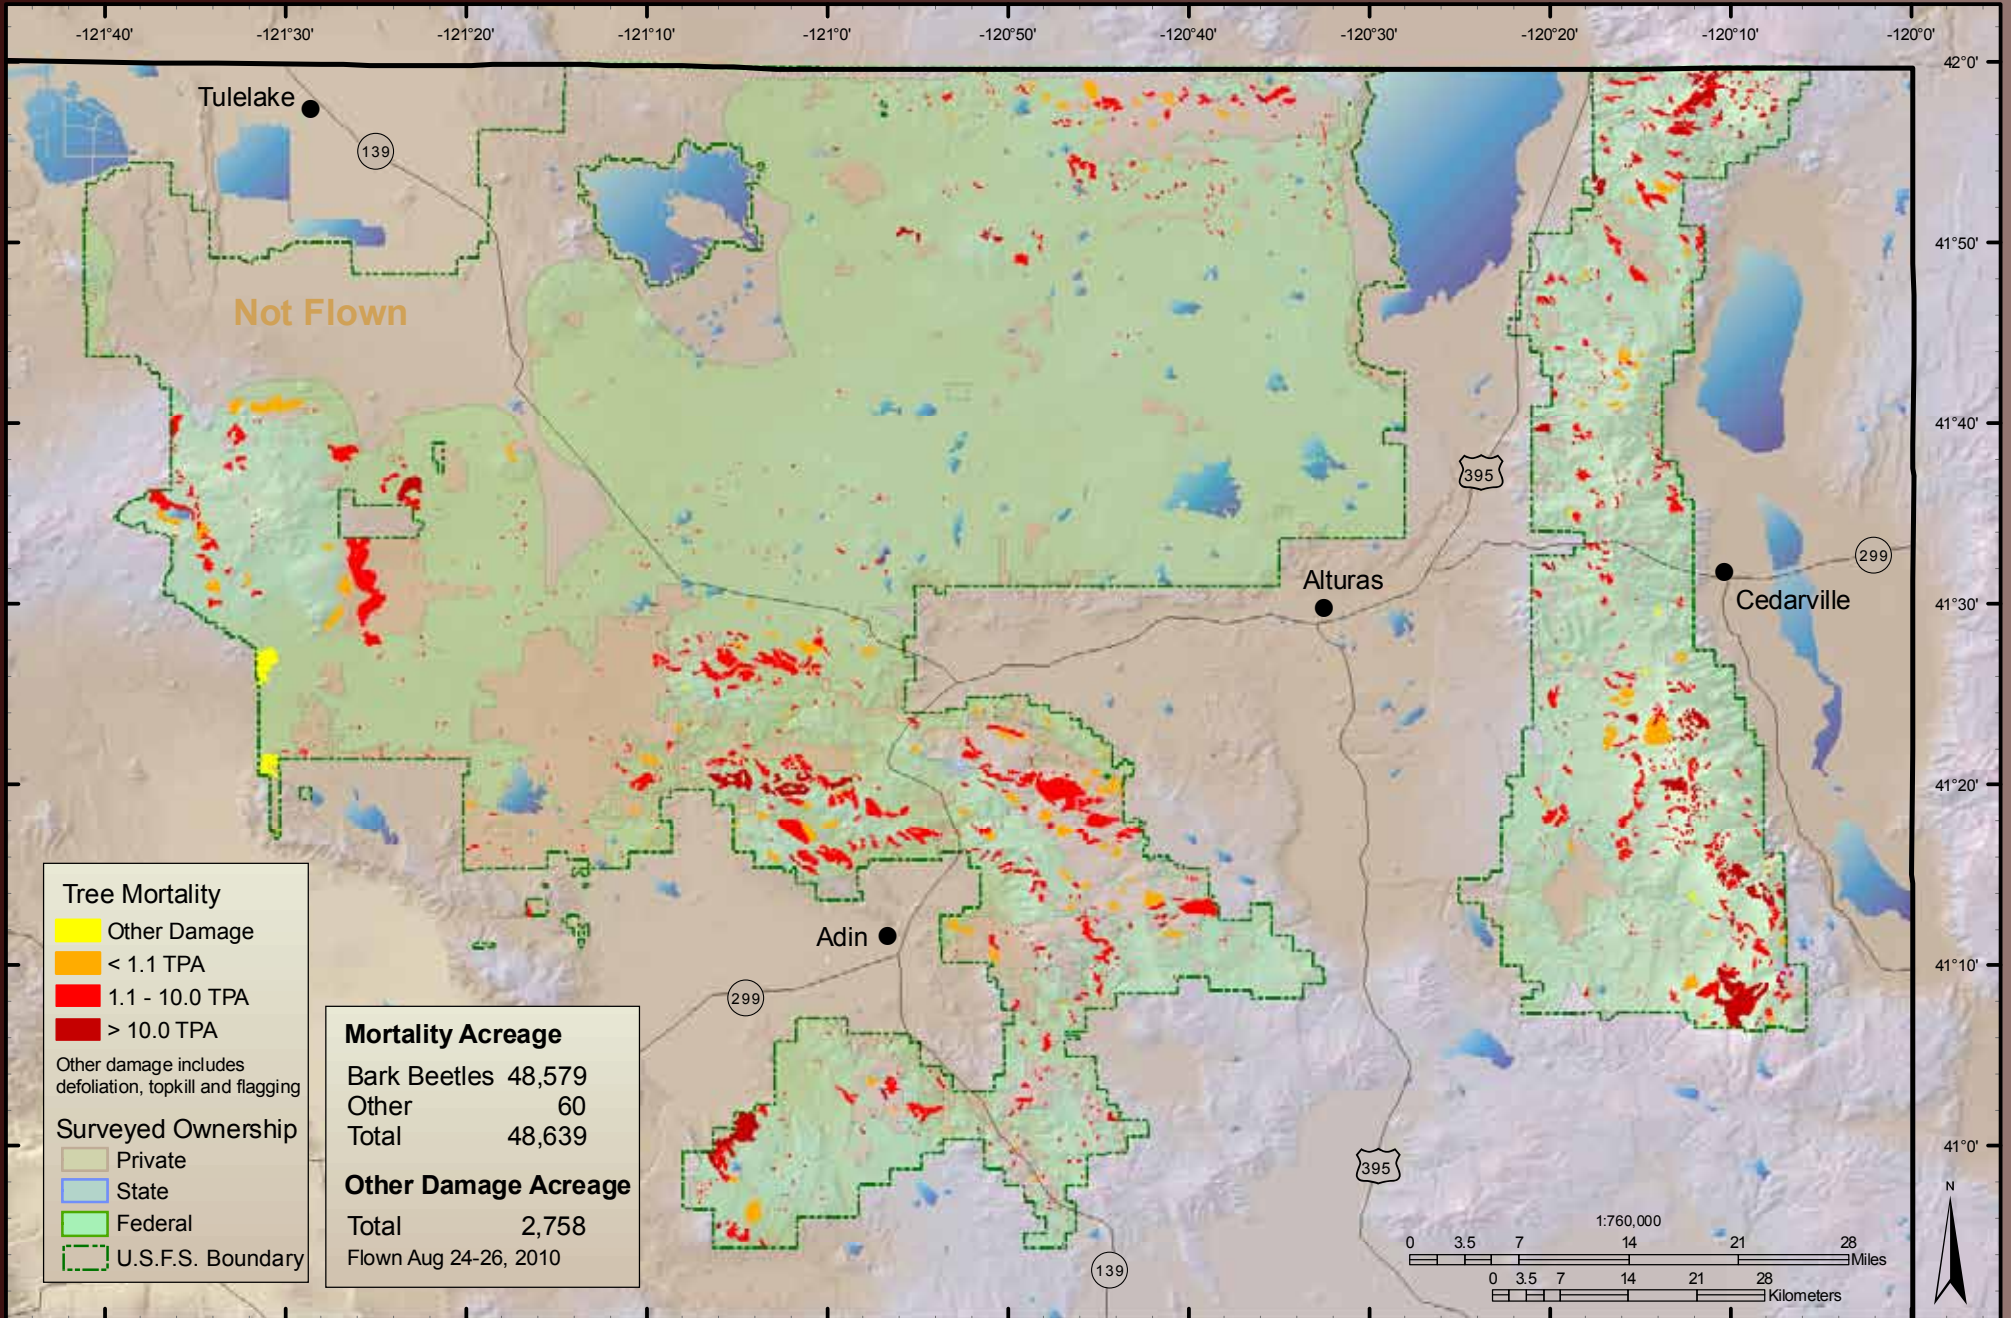 -121°40' -121°30' -121°20' -121°10' -121°0' -120°50' -120°40' -120°30' -120°20' -120°10' -120°0'
42°0'
Tulelake
139
41°50'
Not Flown
41°40'
395
299
Alturas
Cedarville
41°30'
41°20'
Adin
299
41°10'
41°0'
395
139
Tree Mortality
Other Damage
< 1.1 TPA
1.1 - 10.0 TPA
> 10.0 TPA
Other damage includes
defoliation, topkill and flagging
Surveyed Ownership
Private
State
Federal
U.S.F.S. Boundary
Mortality Acreage
Bark Beetles 48,579
Other 60
Total 48,639
Other Damage Acreage
Total 2,758
Flown Aug 24-26, 2010
N
1:760,000
0 3.5 7 14 21 28
Miles
0 3.5 7 14 21 28
Kilometers